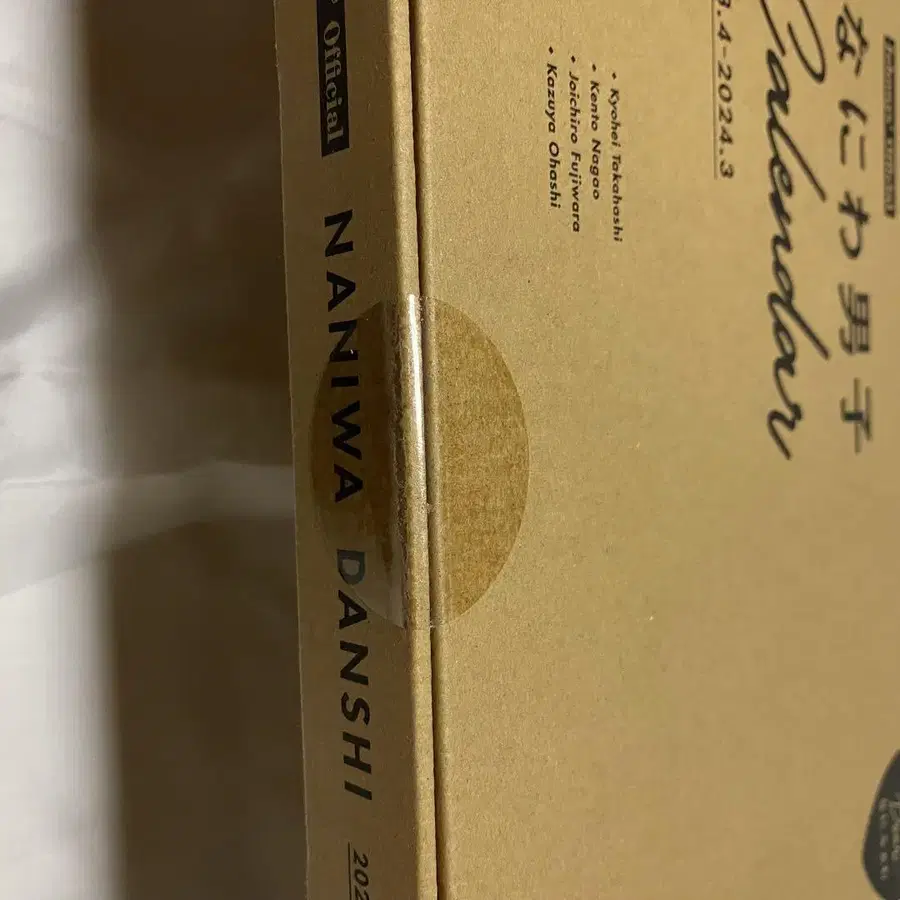 なにわ男子
Calendar
3.4-2024.3
• Kyohei Takahashi
• Kento Nagao
• Joichiro Fujiwara
• Kazuya Ohashi
Official NANIWA DANSHI 202